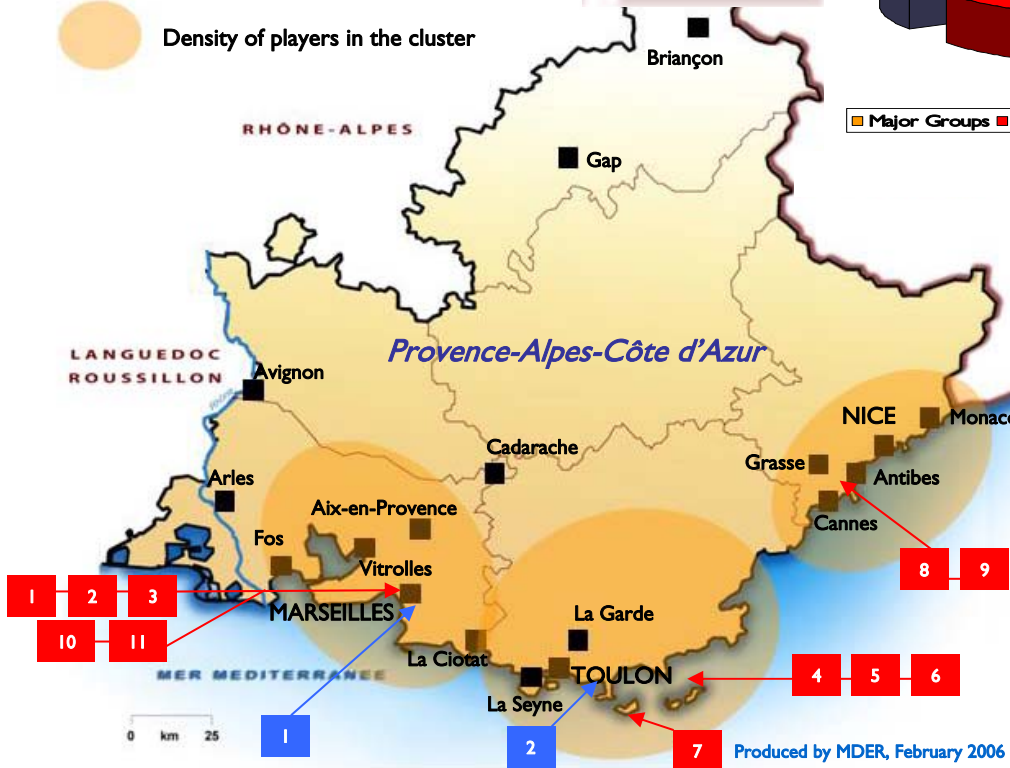 Density of players in the cluster
Briançon
RHÔNE-ALPES
Major Groups
Gap
Provence-Alpes-Côte d'Azur
LANGUEDOC
ROUSSILLON
Avignon
Rhône
NICE
Monaco
Cadarache
Grasse
Antibes
Arles
Aix-en-Provence
Cannes
Fos
Vitrolles
8 9
1 2 3
MARSEILLES
La Garde
10 11
La Ciotat
MER MEDITERRANEE
TOULON
4 5 6
La Seyne
0 km 25
1
2
7
Produced by MDER, February 2006